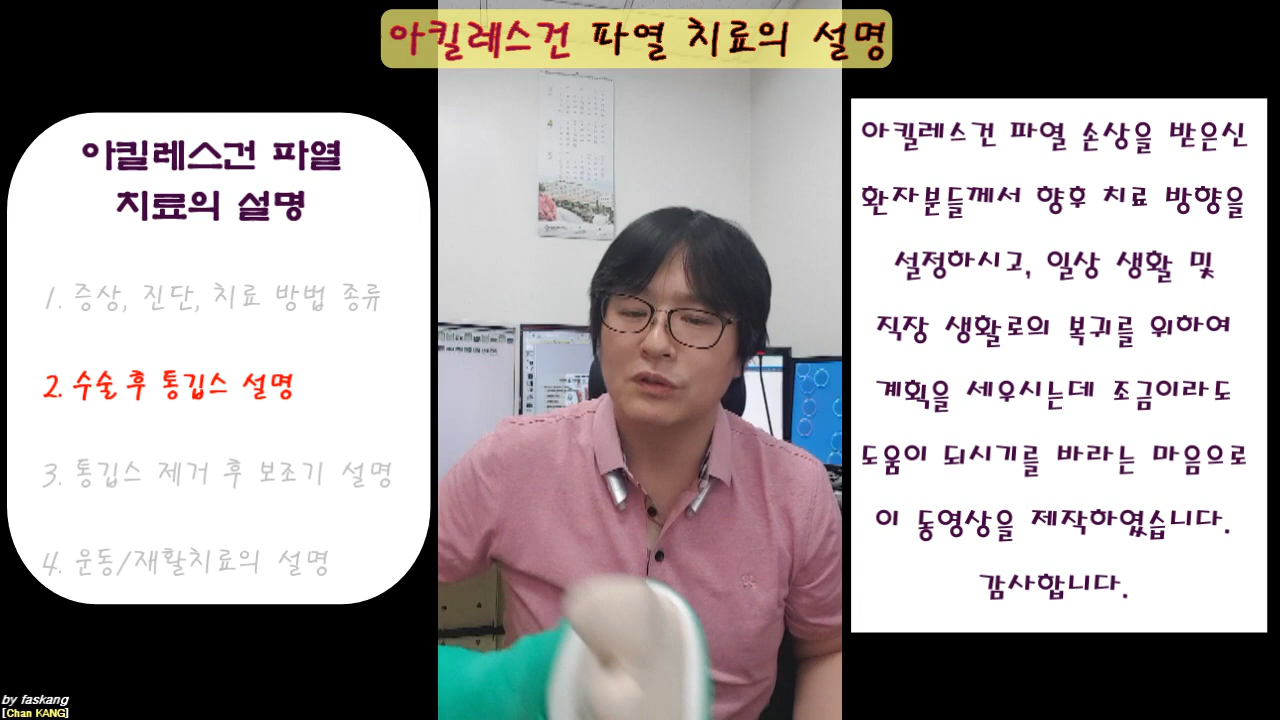 아킬레스건 파열 치료의 설명
아킬레스건 파열
치료의 설명
1. 증상, 진단, 치료 방법 종류
2. 수술 후 통깁스 설명
3. 통깁스 제거 후 보조기 설명
4. 운동/재활치료의 설명
아킬레스건 파열 손상을 받은신
환자분들께서 향후 치료 방향을
설정하시고, 일상 생활 및
직장 생활로의 복귀를 위하여
계획을 세우시는데 조금이라도
도움이 되시기를 바라는 마음으로
이 동영상을 제작하였습니다.
감사합니다.
by faskang
[Chan KANG]